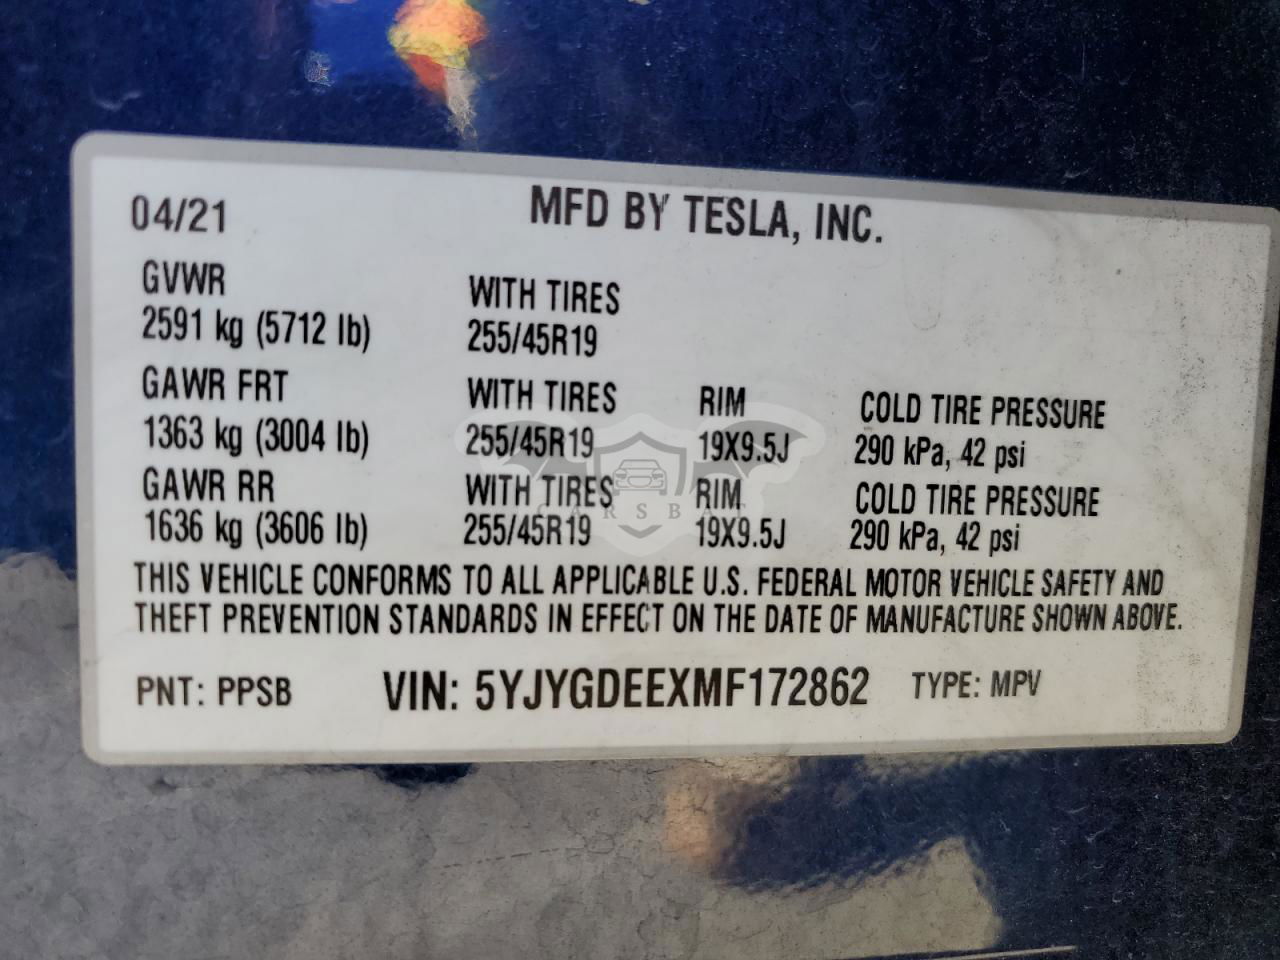 04/21 MFD BY TESLA, INC.
GVWR WITH TIRES
2591 kg (5712 lb) 255/45R19
GAWR FRT WITH TIRES RIM COLD TIRE PRESSURE
1363 kg (3004 lb) 255/45R19 19X9.5J 290 kPa, 42 psi
GAWR RR WITH TIRES RIM COLD TIRE PRESSURE
1636 kg (3606 lb) 255/45R19 19X9.5J 290 kPa, 42 psi
CARSBAT
THIS VEHICLE CONFORMS TO ALL APPLICABLE U.S. FEDERAL MOTOR VEHICLE SAFETY AND
THEFT PREVENTION STANDARDS IN EFFECT ON THE DATE OF MANUFACTURE SHOWN ABOVE.
PNT: PPSB VIN: 5YJYGDEEXMF172862 TYPE: MPV